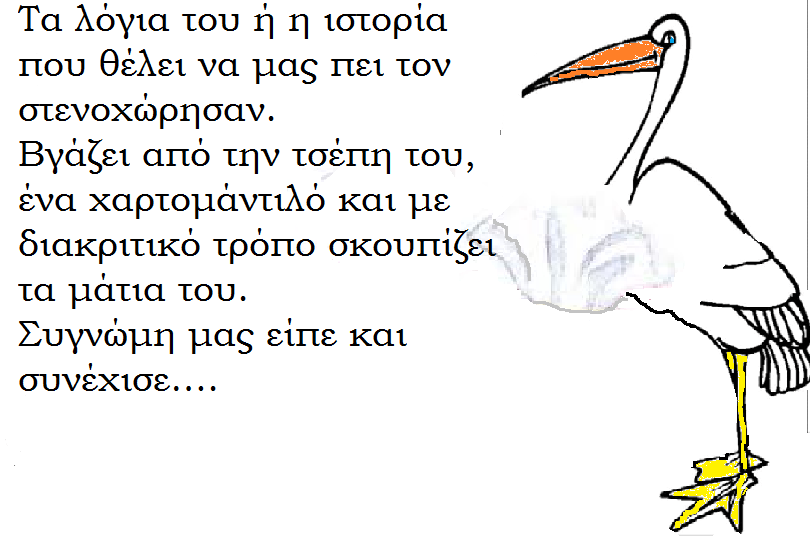 Τα λόγια του ή η ιστορία
που θέλει να μας πει τον
στενοχώρησαν.
Βγάζει από την τσέπη του,
ένα χαρτομάντιλό και με
διακριτικό τρόπο σκουπίζει
τα μάτια του.
Συγνώμη μας είπε και
συνέχισε....